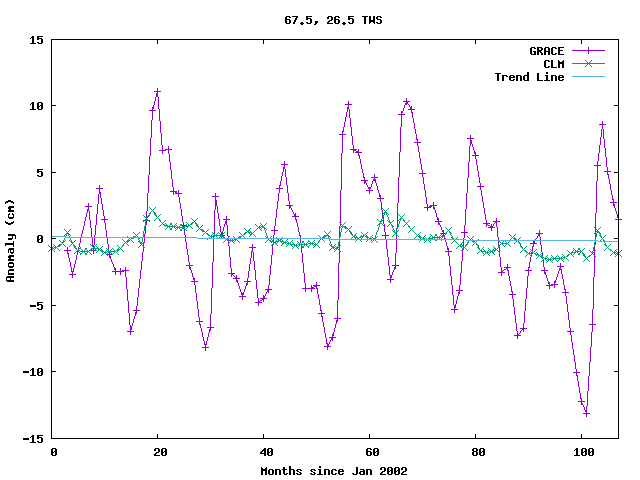 67.5, 26.5 TWS
GRACE
CLM
Trend Line
15
10
5
0
-5
-10
-15
Anomaly (cm)
0 20 40 60 80 100
Months since Jan 2002